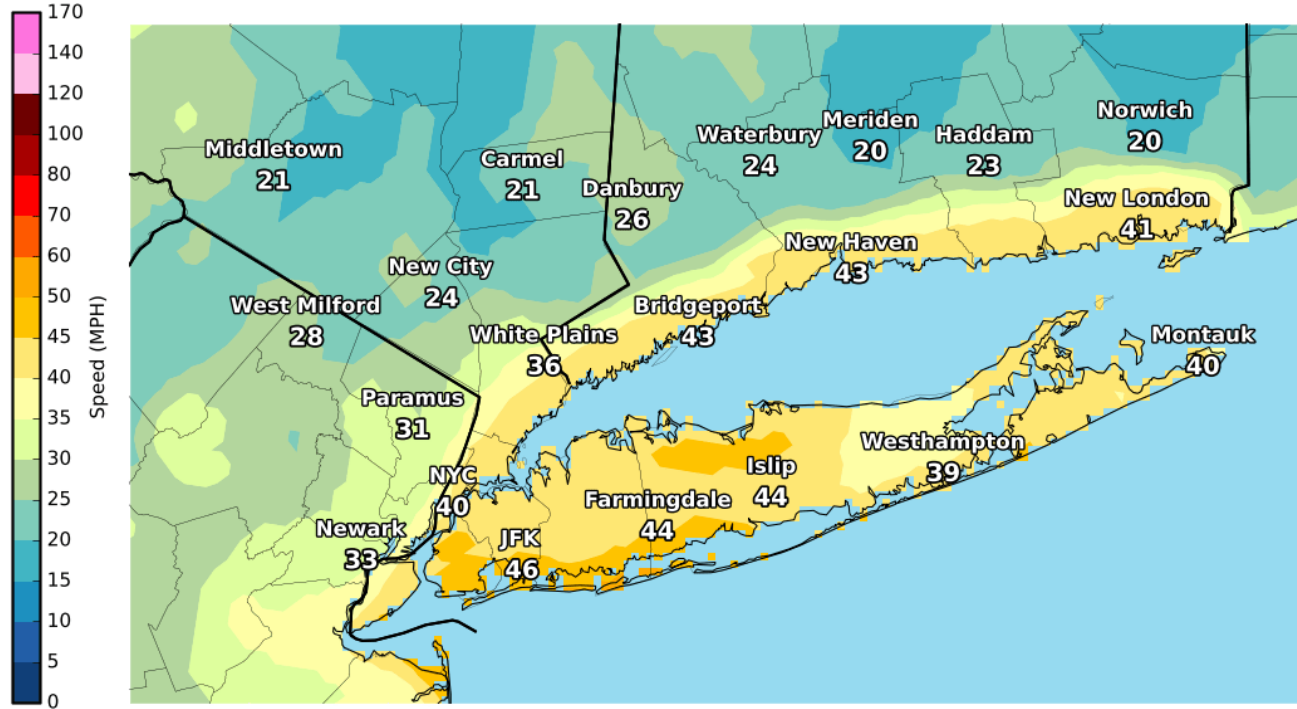 170
140
120
100
80
70
60
50
45
40
35
30
25
20
15
10
5
0
Speed (MPH)
Middletown
21
Carmel
21
Danbury
26
Waterbury
24
Meriden
20
Haddam
23
Norwich
20
New London
41
New Haven
43
New City
24
West Milford
28
White Plains
36
Bridgeport
43
Montauk
40
Paramus
31
NYC
40
Newark
33
JFK
46
Farmingdale
44
Islip
44
Westhampton
39